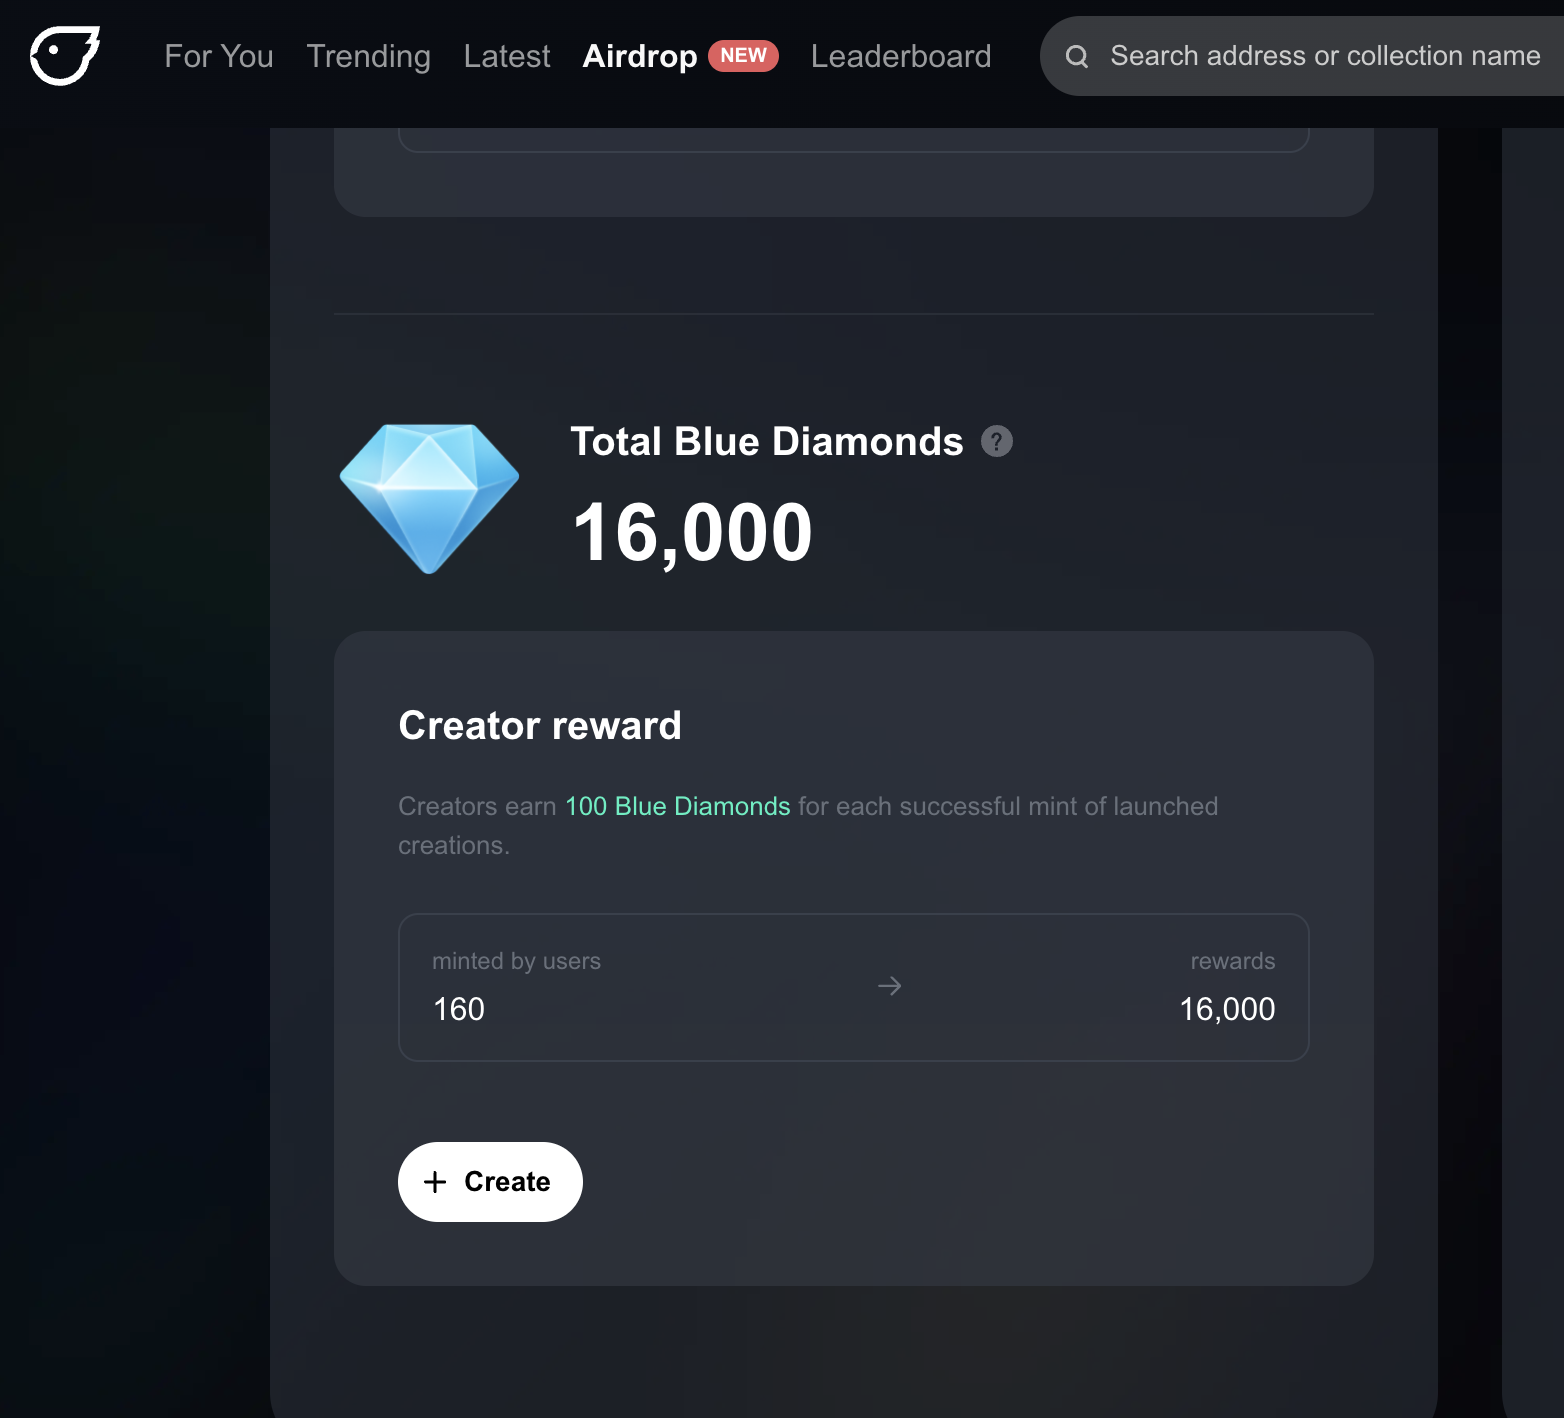 For You Trending Latest Airdrop NEW Leaderboard Search address or collection name
Total Blue Diamonds ?
16,000
Creator reward
Creators earn 100 Blue Diamonds for each successful mint of launched
creations.
minted by users → rewards
160 16,000
+ Create